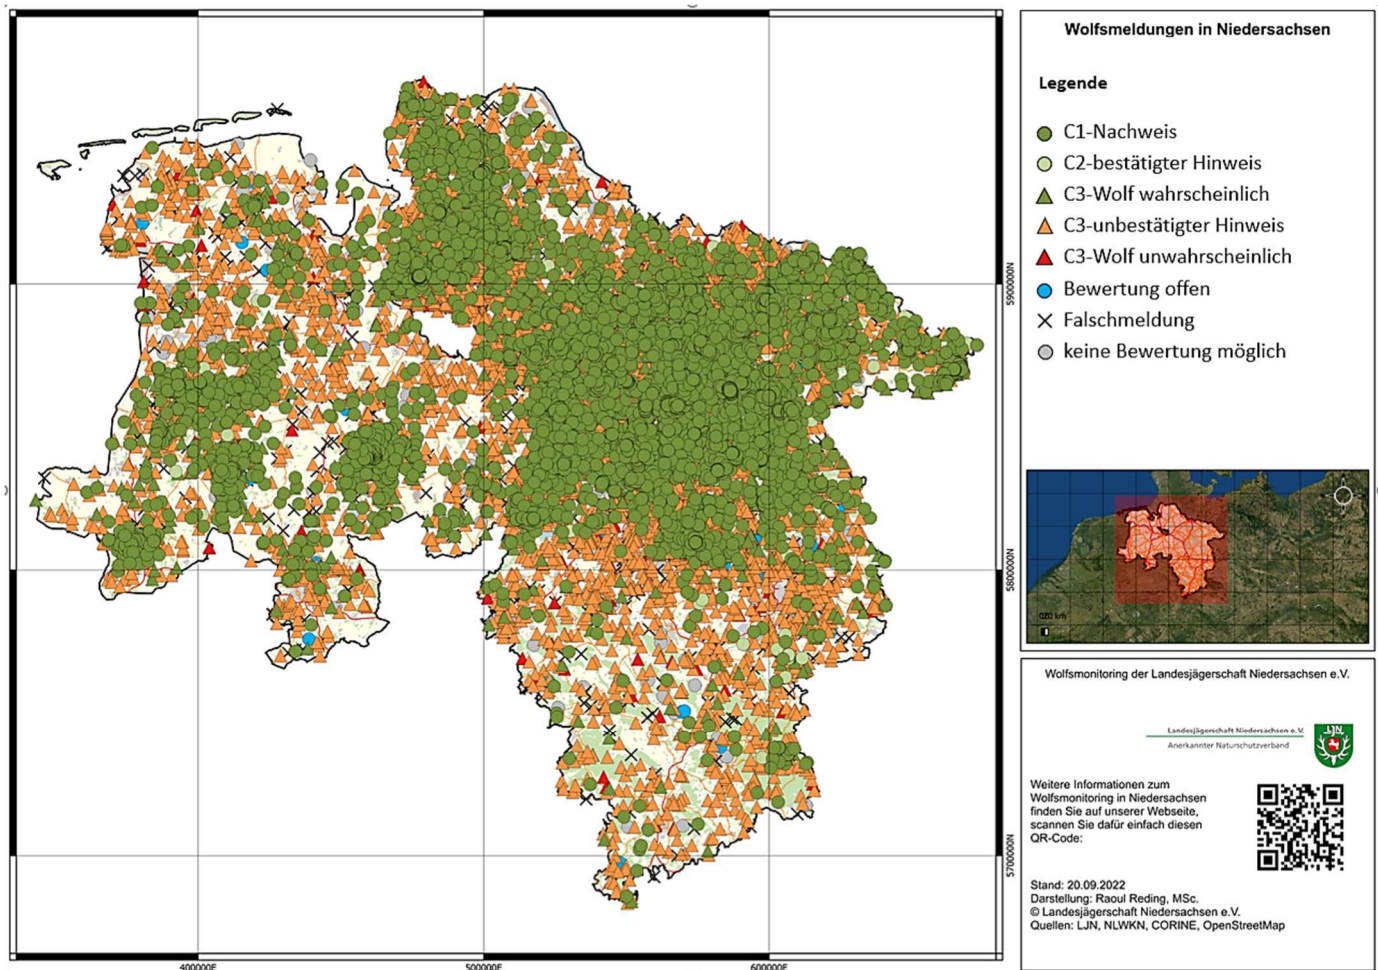 Wolfsmeldungen in Niedersachsen
Legende
C1-Nachweis
C2-bestätigter Hinweis
C3-Wolf wahrscheinlich
C3-unbestätigter Hinweis
C3-Wolf unwahrscheinlich
Bewertung offen
Falschmeldung
keine Bewertung möglich
5900000N
5800000N
5700000N
400000E
500000E
600000E
Wolfsmonitoring der Landesjägerschaft Niedersachsen e.V.
Landesjägerschaft Niedersachsen e.V.
Anerkannter Naturschutzverband
LJN
Weitere Informationen zum
Wolfsmonitoring in Niedersachsen
finden Sie auf unserer Webseite,
scannen Sie dafür einfach diesen
QR-Code:
Stand: 20.09.2022
Darstellung: Raoul Reding, MSc.
© Landesjägerschaft Niedersachsen e.V.
Quellen: LJN, NLWKN, CORINE, OpenStreetMap